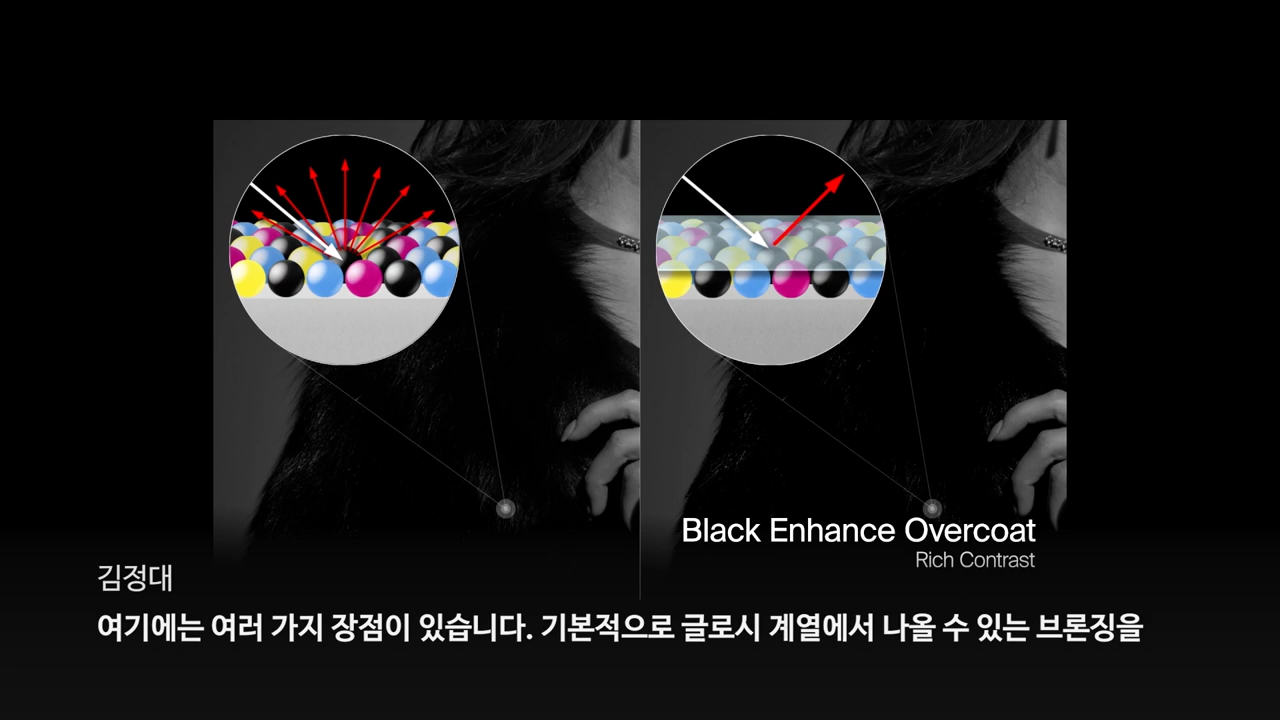 Black Enhance Overcoat
Rich Contrast
김정대
여기에는 여러 가지 장점이 있습니다. 기본적으로 글로시 계열에서 나올 수 있는 브론징을